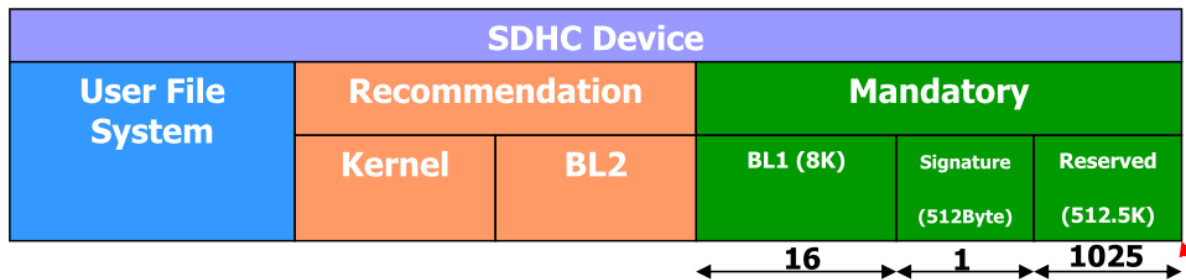 SDHC Device
User File
System
Recommendation
Mandatory
Kernel
BL2
BL1 (8K)
Signature
(512Byte)
Reserved
(512.5K)
16
1
1025